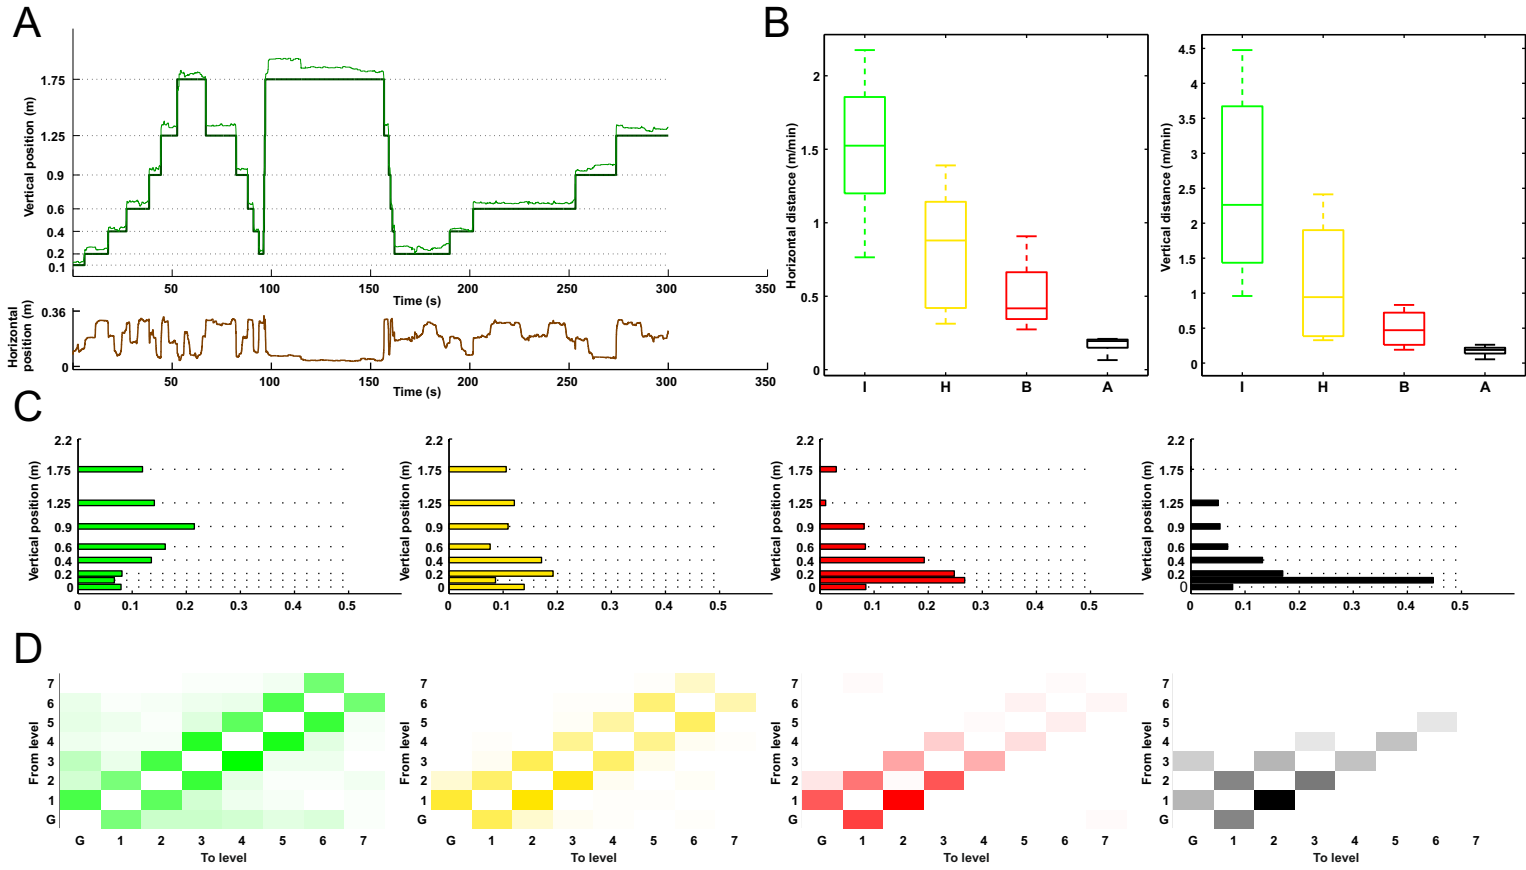 A
Vertical position (m)
1.75
1.25
0.9
0.6
0.4
0.2
0.1
50 100 150 200 250 300 350
Time (s)
Horizontal
position (m)
0.36
0
50 100 150 200 250 300 350
Time (s)
B
Horizontal distance (m/min)
2
1.5
1
0.5
0
I H B A
Vertical distance (m/min)
4.5
4
3.5
3
2.5
2
1.5
1
0.5
0
I H B A
C
Vertical position (m)
2.2
1.75
1.25
0.9
0.6
0.4
0.2
0
0 0.1 0.2 0.3 0.4 0.5
Vertical position (m)
2.2
1.75
1.25
0.9
0.6
0.4
0.2
0
0 0.1 0.2 0.3 0.4 0.5
Vertical position (m)
2.2
1.75
1.25
0.9
0.6
0.4
0.2
0
0 0.1 0.2 0.3 0.4 0.5
Vertical position (m)
2.2
1.75
1.25
0.9
0.6
0.4
0.2
0
0 0.1 0.2 0.3 0.4 0.5
D
From level
7
6
5
4
3
2
1
G
G 1 2 3 4 5 6 7
To level
From level
7
6
5
4
3
2
1
G
G 1 2 3 4 5 6 7
To level
From level
7
6
5
4
3
2
1
G
G 1 2 3 4 5 6 7
To level
From level
7
6
5
4
3
2
1
G
G 1 2 3 4 5 6 7
To level